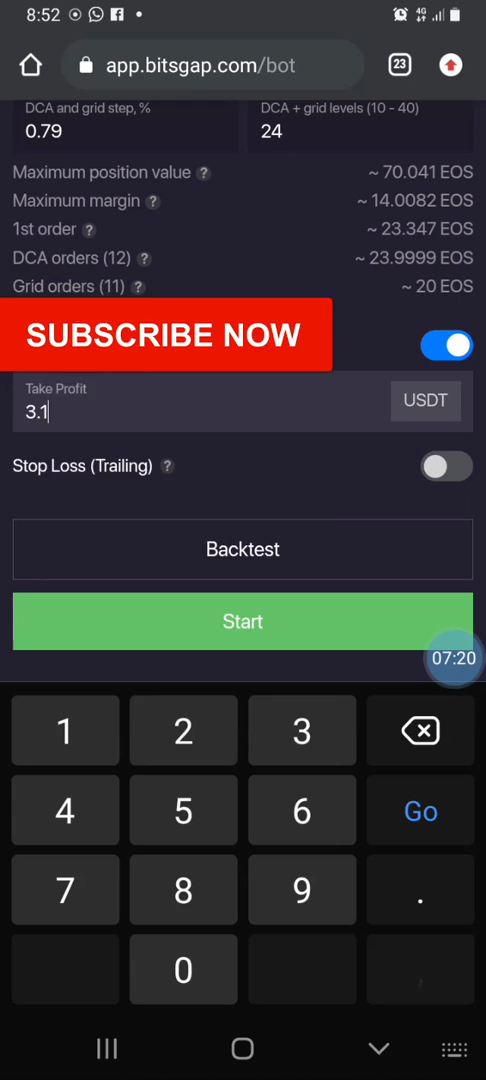 8:52
4G
app.bitsgap.com/bot
23
DCA and grid step, %
DCA + grid levels (10 - 40)
0.79
24
Maximum position value ?
~ 70.041 EOS
Maximum margin ?
~ 14.0082 EOS
1st order ?
~ 23.347 EOS
DCA orders (12) ?
~ 23.9999 EOS
Grid orders (11) ?
~ 20 EOS
SUBSCRIBE NOW
Take Profit
3.1
USDT
Stop Loss (Trailing) ?
Backtest
Start
07:20
1 2 3
4 5 6 Go
7 8 9 .
0 ,